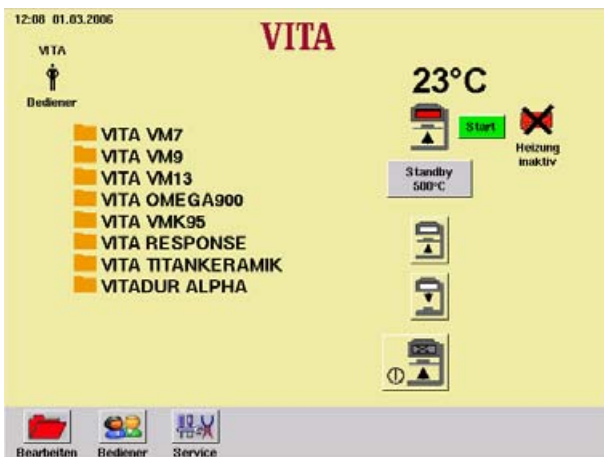 12:08 01.03.2006
VITA
VITA
Bediener
23°C
Start
Heizung
inaktiv
Standby
500°C
VITA VM7
VITA VM9
VITA VM13
VITA OMEGA900
VITA VMK95
VITA RESPONSE
VITA TITANKERAMIK
VITADUR ALPHA
Bearbeiten
Bediener
Service